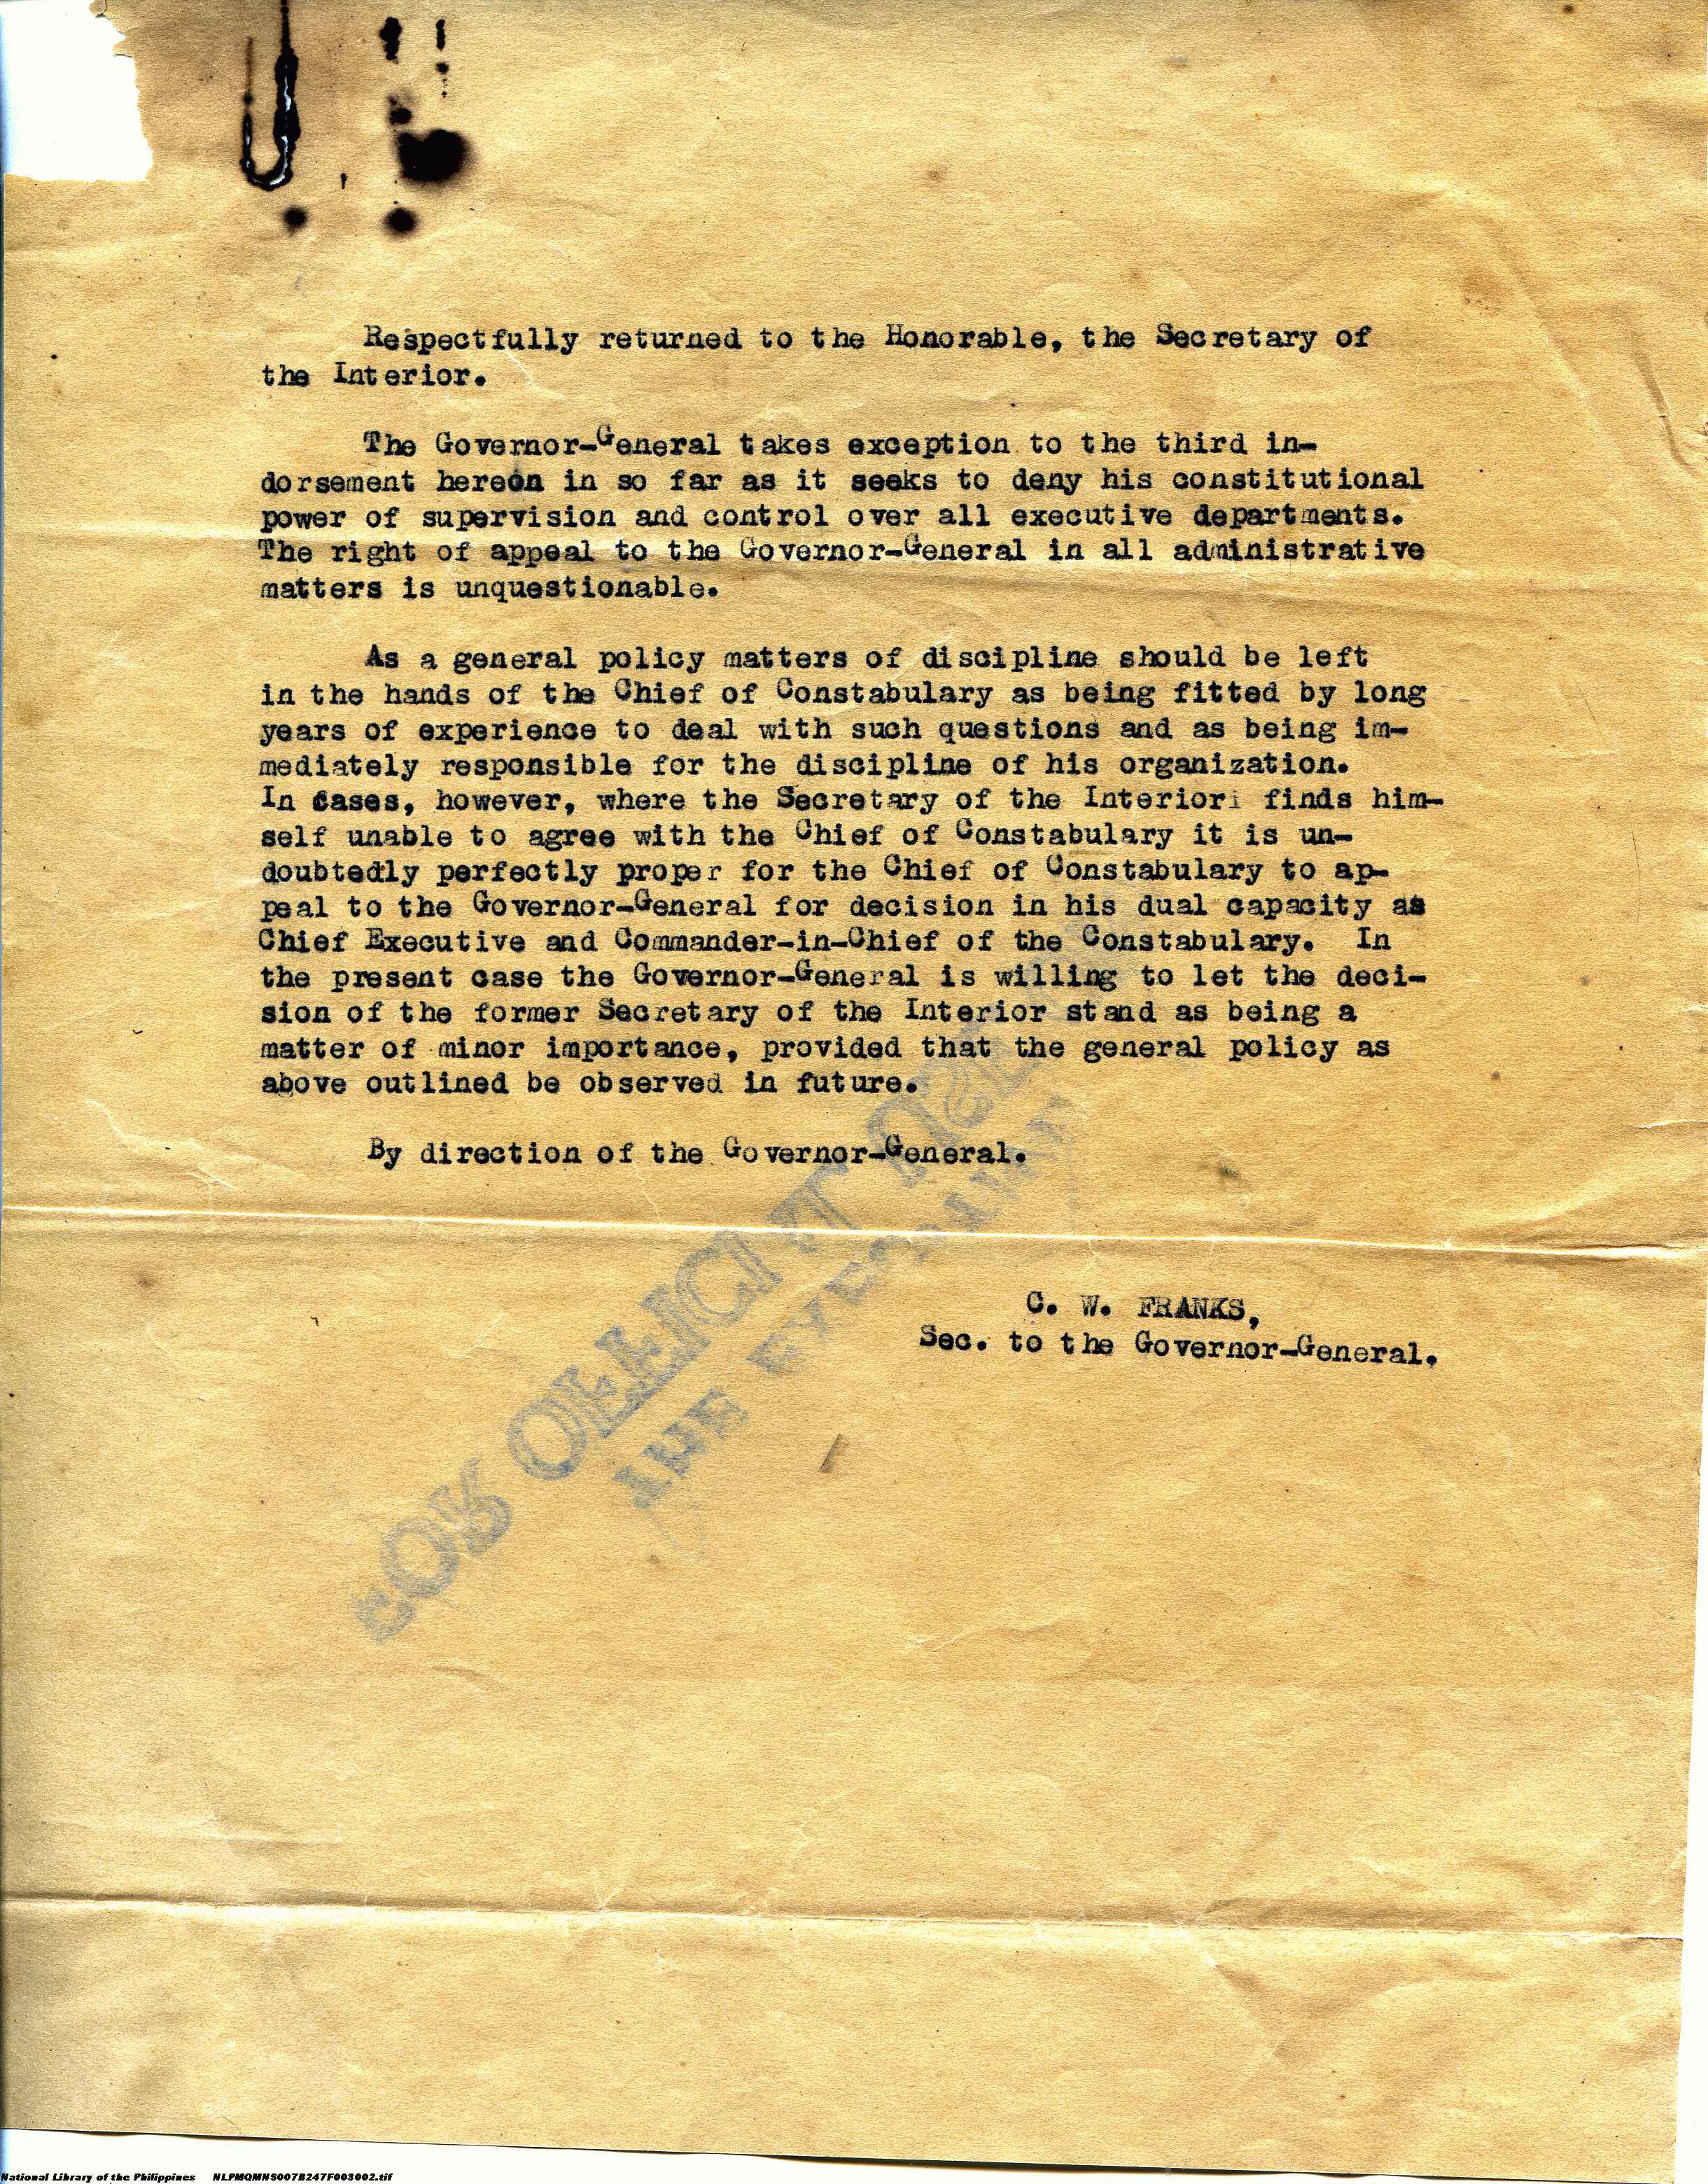 Respectfully returned to the Honorable, the Secretary of
the Interior.
The Governor-General takes exception to the third in-
dorsement hereon in so far as it seeks to deny his constitutional
power of supervision and control over all executive departments.
The right of appeal to the Governor-General in all administrative
matters is unquestionable.
As a general policy matters of discipline should be left
in the hands of the Chief of Constabulary as being fitted by long
years of experience to deal with such questions and as being im-
mediately responsible for the discipline of his organization.
In cases, however, where the Secretary of the Interior finds him-
self unable to agree with the Chief of Constabulary it is un-
doubtedly perfectly proper for the Chief of Constabulary to ap-
peal to the Governor-General for decision in his dual capacity as
Chief Executive and Commander-in-Chief of the Constabulary. In
the present case the Governor-General is willing to let the deci-
sion of the former Secretary of the Interior stand as being a
matter of minor importance, provided that the general policy as
above outlined be observed in future.
By direction of the Governor-General.
C. W. FRANKS,
Sec. to the Governor-General.
National Library of the Philippines NLPMQMNS007B247F003002.tif